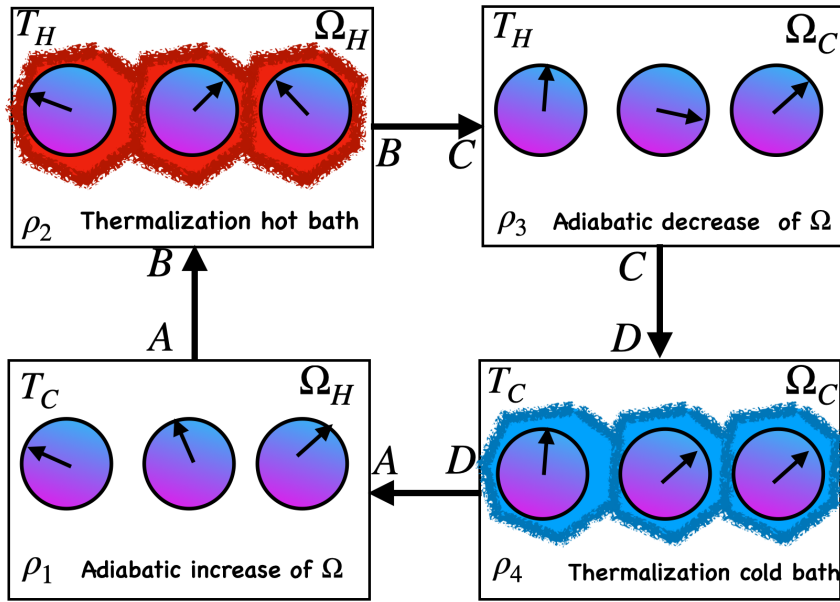 T_H Ω_H
ρ_2 Thermalization hot bath
B C
T_H Ω_C
ρ_3 Adiabatic decrease of Ω
B
A
C
D
T_C Ω_H
ρ_1 Adiabatic increase of Ω
A D
T_C Ω_C
ρ_4 Thermalization cold bath